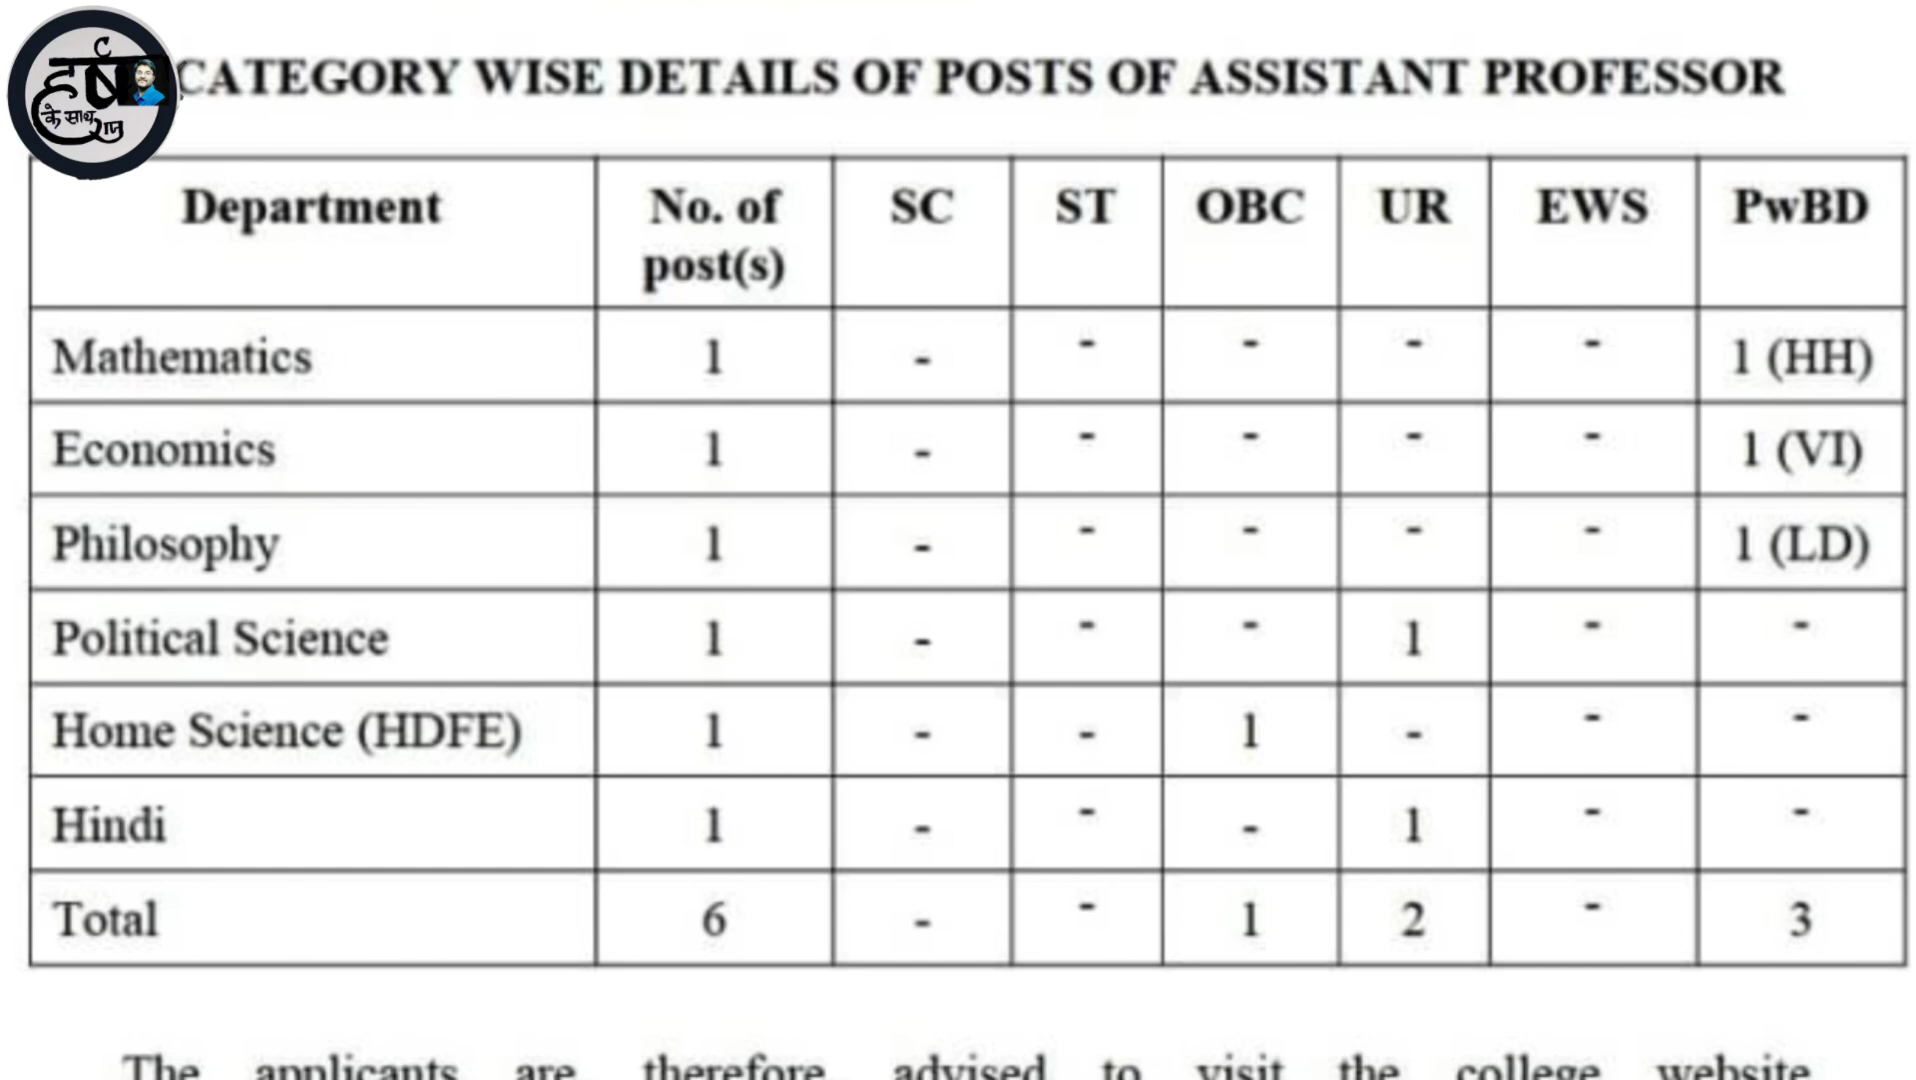 हर्ष
के साथ
राज
CATEGORY WISE DETAILS OF POSTS OF ASSISTANT PROFESSOR
Department No. of post(s) SC ST OBC UR EWS PwBD
Mathematics 1 - - - - - 1 (HH)
Economics 1 - - - - - 1 (VI)
Philosophy 1 - - - - - 1 (LD)
Political Science 1 - - - 1 - -
Home Science (HDFE) 1 - - 1 - - -
Hindi 1 - - - 1 - -
Total 6 - - 1 2 - 3
The applicants are therefore advised to visit the college website